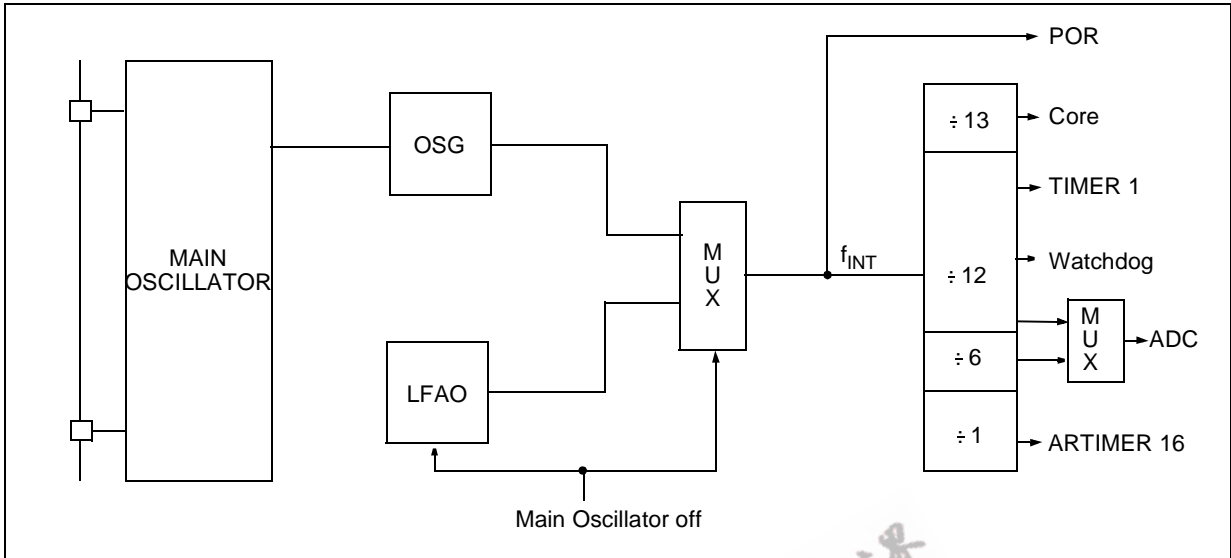 POR
÷ 13
Core
OSG
TIMER 1
MAIN
OSCILLATOR
M
U
X
fINT
÷ 12
Watchdog
M
U
X
ADC
÷ 6
LFAO
÷ 1
ARTIMER 16
Main Oscillator off